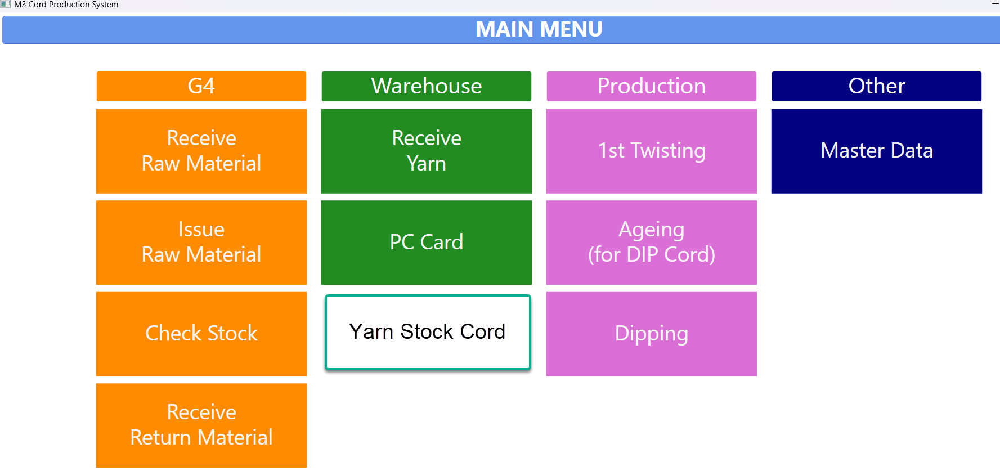 M3 Cord Production System
MAIN MENU
G4
Receive
Raw Material
Issue
Raw Material
Check Stock
Receive
Return Material
Warehouse
Receive
Yarn
PC Card
Yarn Stock Cord
Production
1st Twisting
Ageing
(for DIP Cord)
Dipping
Other
Master Data